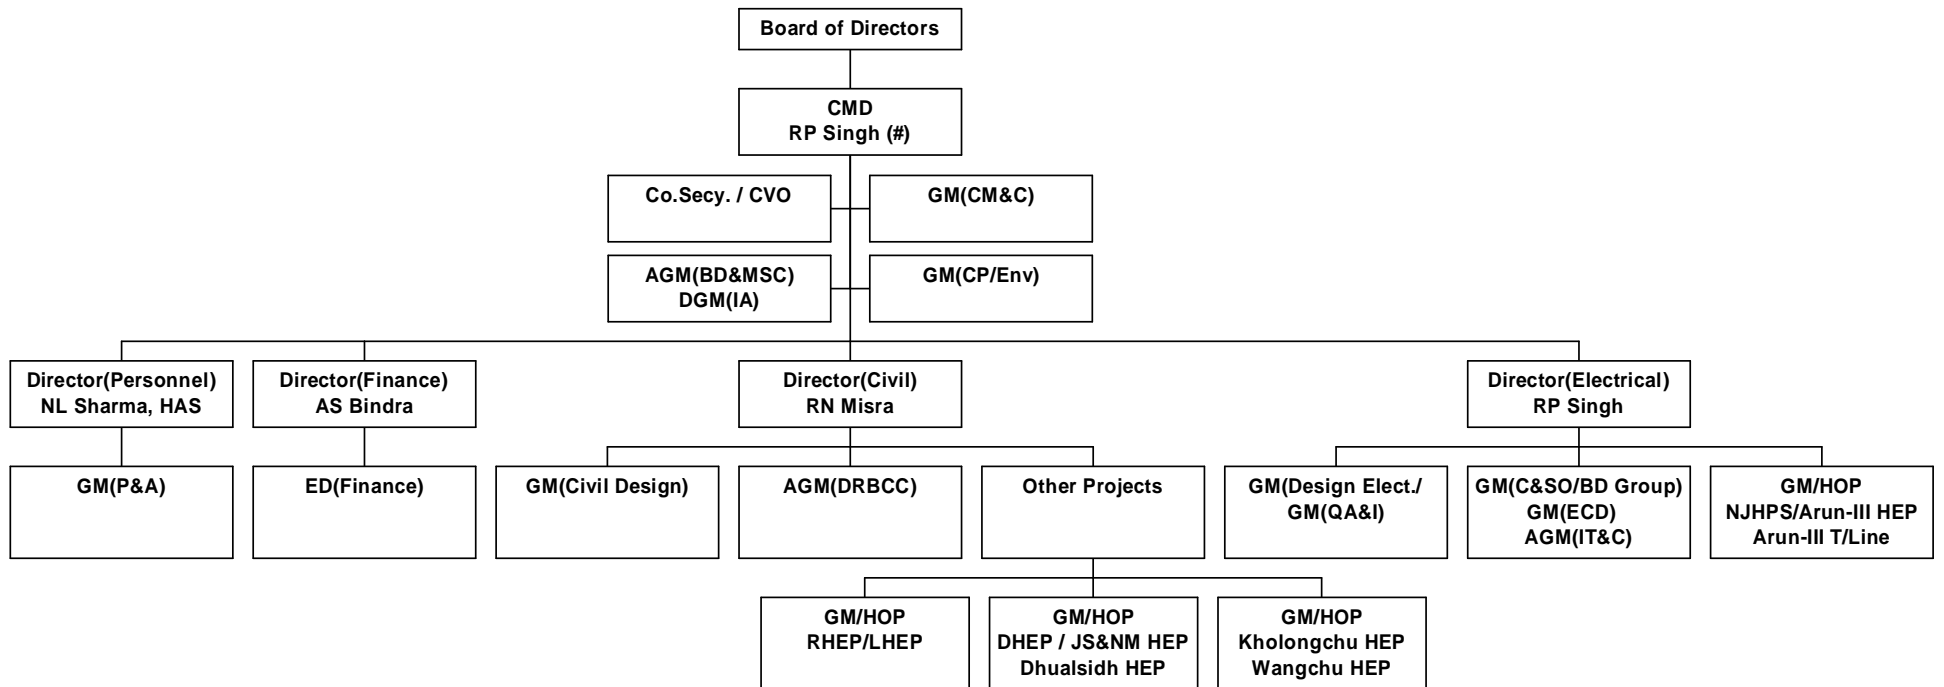 Board of Directors
CMD
RP Singh (#)
Co.Secy. / CVO
GM(CM&C)
AGM(BD&MSC)
DGM(IA)
GM(CP/Env)
Director(Personnel)
NL Sharma, HAS
Director(Finance)
AS Bindra
Director(Civil)
RN Misra
Director(Electrical)
RP Singh
GM(P&A)
ED(Finance)
GM(Civil Design)
AGM(DRBCC)
Other Projects
GM(Design Elect./
GM(QA&I)
GM(C&SO/BD Group)
GM(ECD)
AGM(IT&C)
GM/HOP
NJHPS/Arun-III HEP
Arun-III T/Line
GM/HOP
RHEP/LHEP
GM/HOP
DHEP / JS&NM HEP
Dhualsidh HEP
GM/HOP
Kholongchu HEP
Wangchu HEP